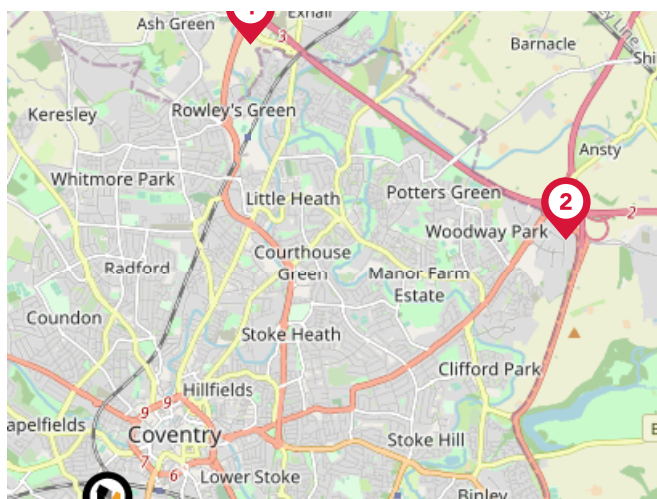 Exhall
Ash Green
3
Barnacle
Keresley
Rowley's Green
Ansty
Whitmore Park
Potters Green
Little Heath
2
2
Woodway Park
Courthouse
Green
Radford
Manor Farm
Estate
Coundon
Stoke Heath
Clifford Park
Hillfields
9
9
Coventry
Stoke Hill
7
6
Lower Stoke
Binley